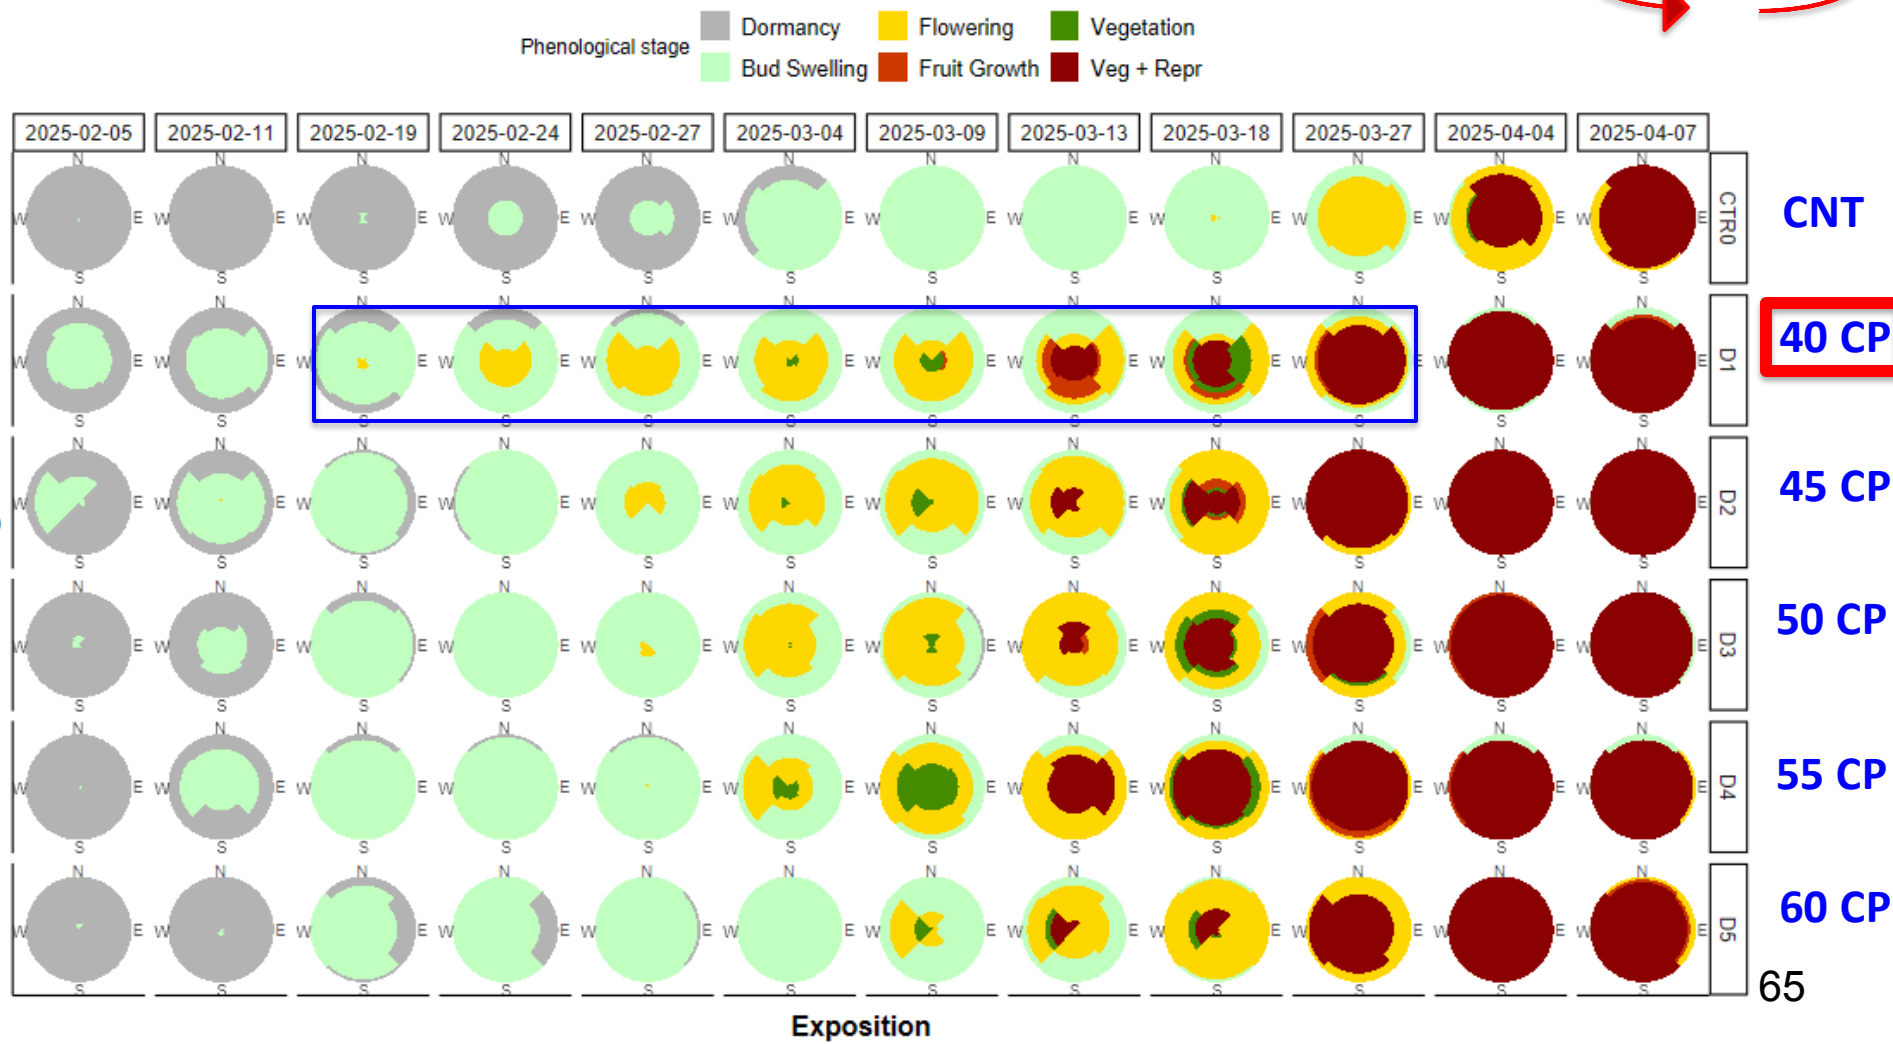 Phenological stage
Dormancy Flowering Vegetation
Bud Swelling Fruit Growth Veg + Repr
2025-02-05 2025-02-11 2025-02-19 2025-02-24 2025-02-27 2025-03-04 2025-03-09 2025-03-13 2025-03-18 2025-03-27 2025-04-04 2025-04-07
N N N N N N N N N N N N
W E W E W E W E W E W E W E W E W E W E W E W E CTR0 CNT
S S S S S S S S S S S S
N N N N N N N N N N N N
W E W E W E W E W E W E W E W E W E W E W E W E D1 40 CP
S S S S S S S S S S S S
N N N N N N N N N N N N
W E W E W E W E W E W E W E W E W E W E W E W E D2 45 CP
S S S S S S S S S S S S
N N N N N N N N N N N N
W E W E W E W E W E W E W E W E W E W E W E W E D3 50 CP
S S S S S S S S S S S S
N N N N N N N N N N N N
W E W E W E W E W E W E W E W E W E W E W E W E D4 55 CP
S S S S S S S S S S S S
N N N N N N N N N N N N
W E W E W E W E W E W E W E W E W E W E W E W E D5 60 CP
S S S S S S S S S S S S
65
Exposition